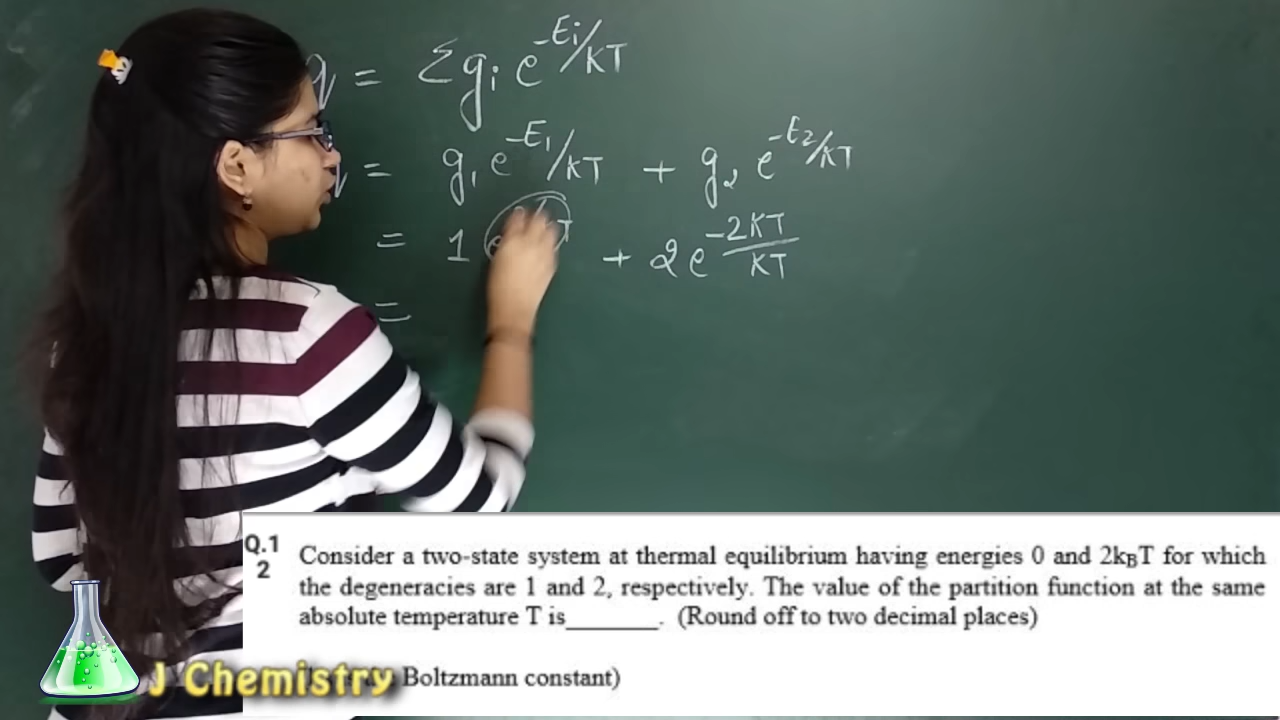 q = Σgᵢ e^-Eᵢ/KT
= g₁ e^-E₁/KT + g₂ e^-E₂/KT
= 1 + 2e^-2KT/KT
=
Q.12 Consider a two-state system at thermal equilibrium having energies 0 and 2k_BT for which
the degeneracies are 1 and 2, respectively. The value of the partition function at the same
absolute temperature T is_______. (Round off to two decimal places)
Boltzmann constant)
J Chemistry